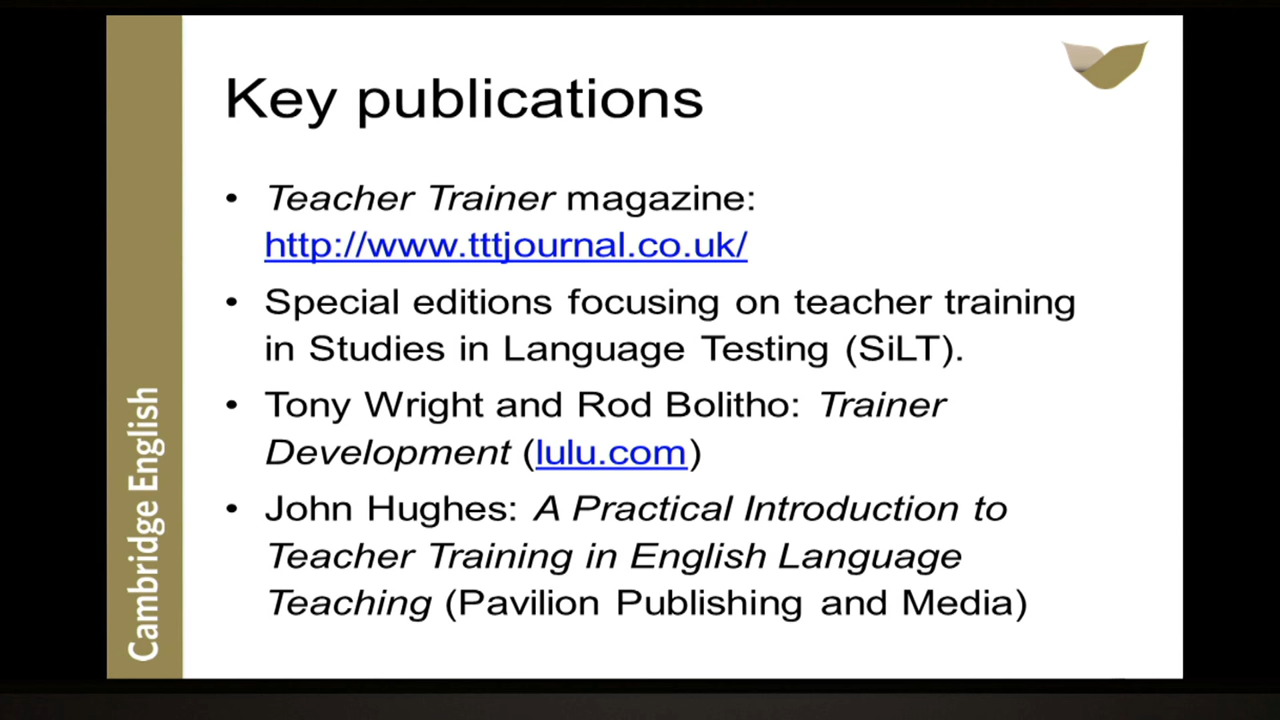 Key publications
• Teacher Trainer magazine:
http://www.tttjournal.co.uk/
• Special editions focusing on teacher training
in Studies in Language Testing (SiLT).
• Tony Wright and Rod Bolitho: Trainer
Development (lulu.com)
• John Hughes: A Practical Introduction to
Teacher Training in English Language
Teaching (Pavilion Publishing and Media)
Cambridge English